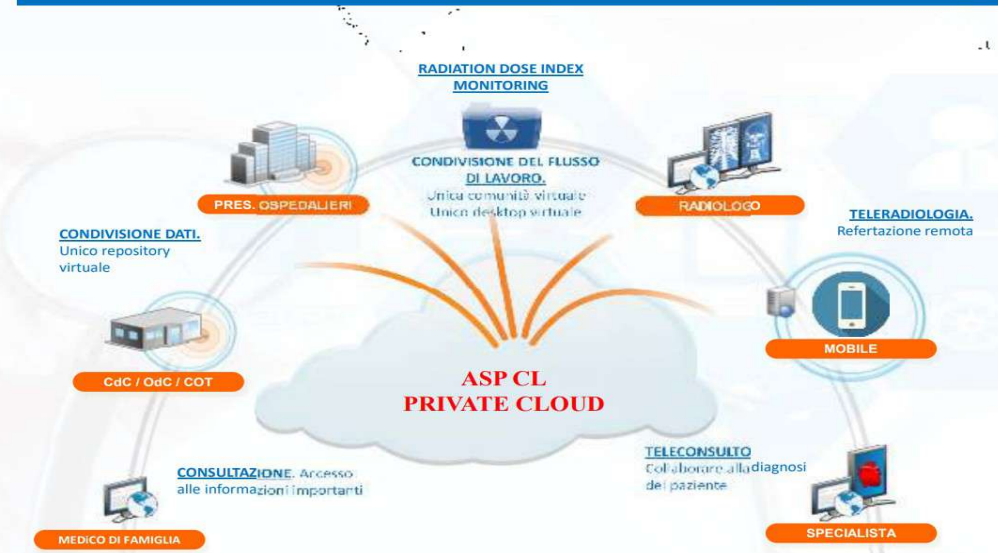 RADIATION DOSE INDEX
MONITORING
CONDIVISIONE DEL FLUSSO
DI LAVORO.
Unica comunità virtuale
Unico desktop virtuale
PRES. OSPEDALIERI
RADIOLOGO
CONDIVISIONE DATI.
Unico repository
virtuale
TELERADIOLOGIA.
Refertazione remota
MOBILE
CdC / OdC / COT
ASP CL
PRIVATE CLOUD
CONSULTAZIONE. Accesso
alle informazioni importanti
TELECONSULTO
Collaborare alla diagnosi
del paziente
MEDiCO DI FAMIGLIA
SPECIALISTA